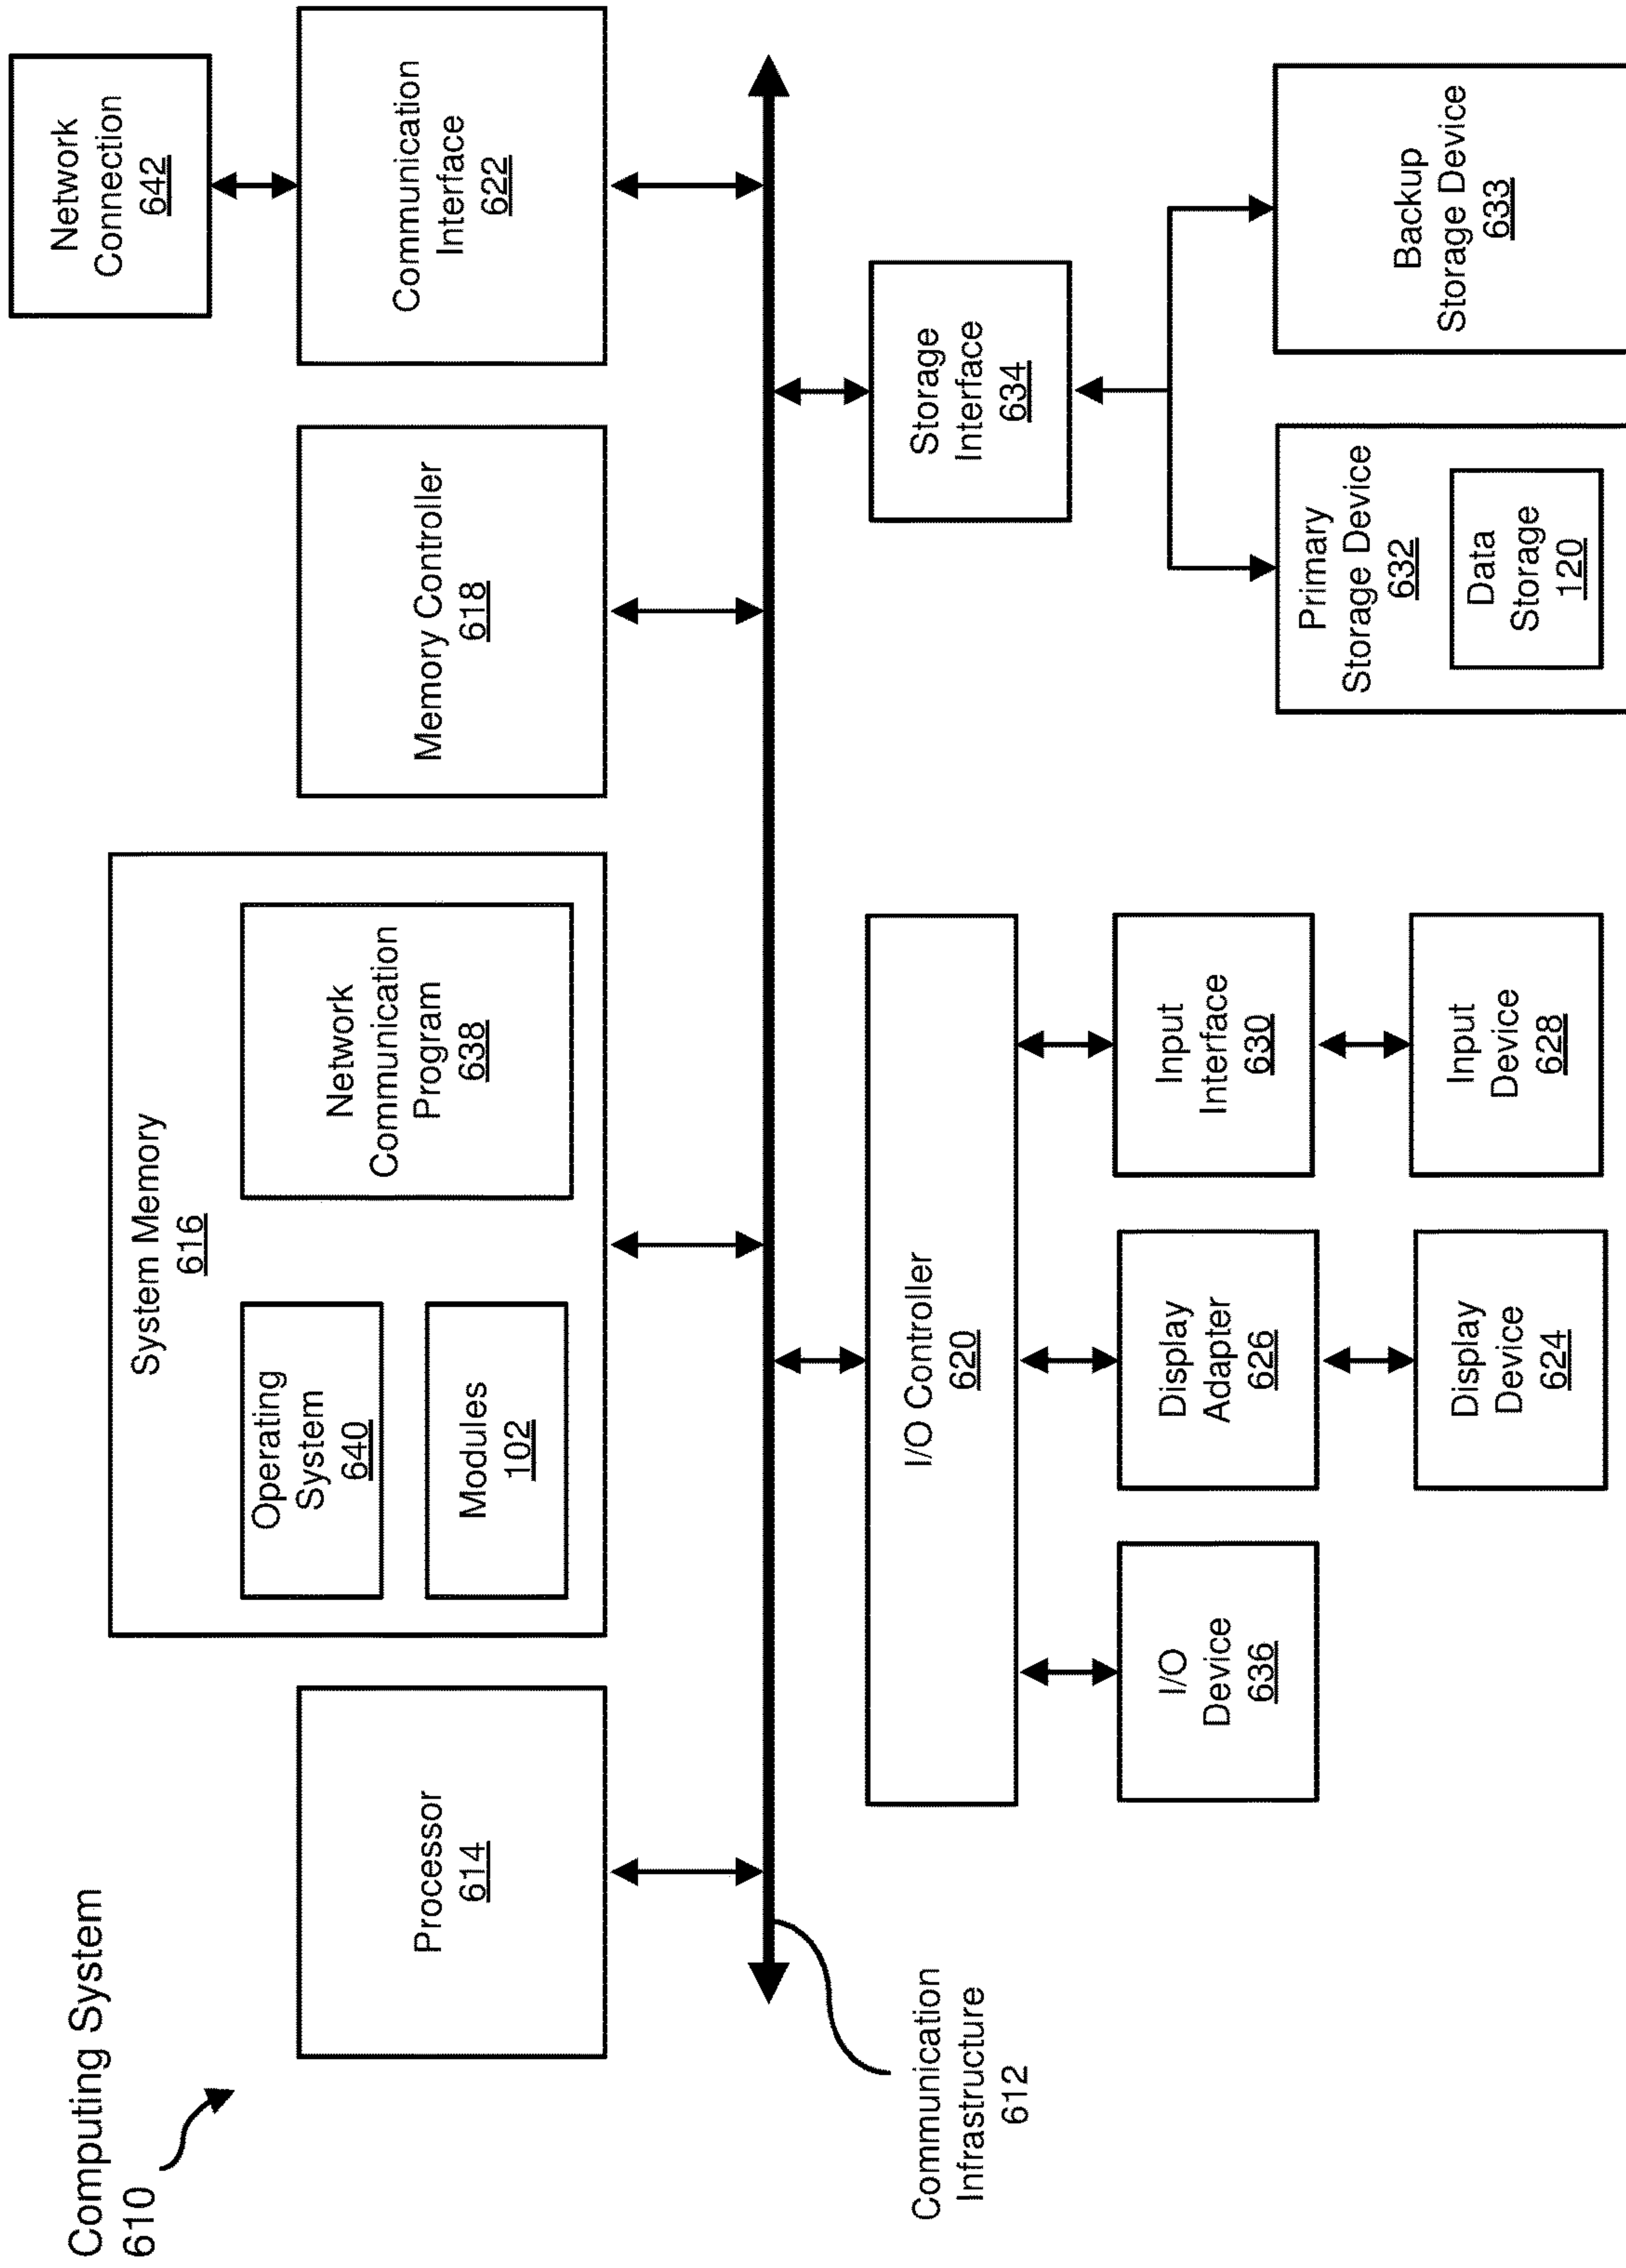 Computing System
610
Processor
614
System Memory
616
Operating
System
640
Modules
102
Network
Communication
Program
638
Memory Controller
618
Communication
Interface
622
Network
Connection
642
Communication
Infrastructure
612
I/O Controller
620
I/O
Device
636
Display
Adapter
626
Display
Device
624
Input
Interface
630
Input
Device
628
Storage
Interface
634
Primary
Storage Device
632
Data
Storage
120
Backup
Storage Device
633